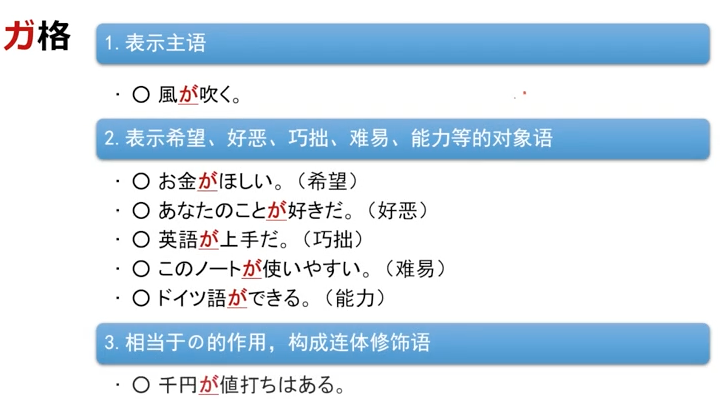 ガ格
1. 表示主语
· ○ 風が吹く。
2. 表示希望、好恶、巧拙、难易、能力等的对象语
· ○ お金がほしい。（希望）
· ○ あなたのことが好きだ。（好恶）
· ○ 英語が上手だ。（巧拙）
· ○ このノートが使いやすい。（难易）
· ○ ドイツ語ができる。（能力）
3. 相当于の的作用，构成连体修饰语
· ○ 千円が値打ちはある。